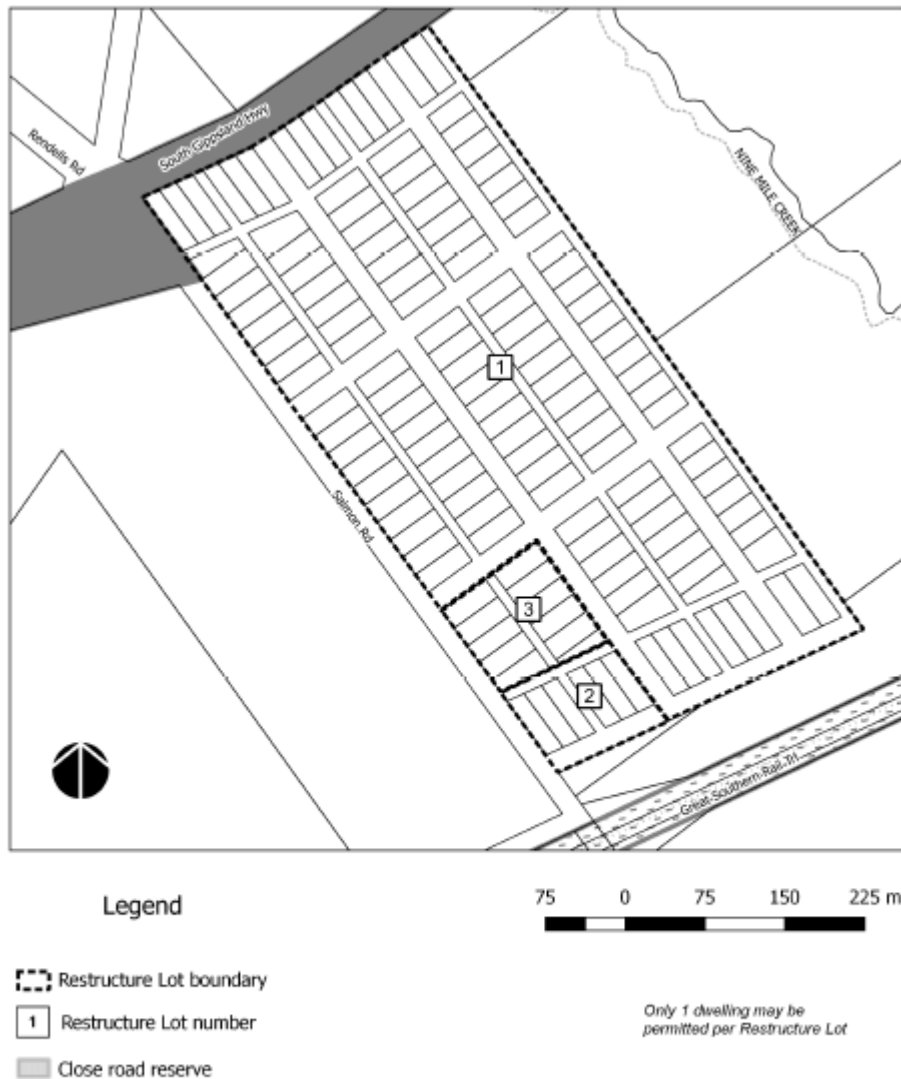 South Gippsland Hwy
Rendells Rd
NINE MILE CREEK
1
Salmon Rd
3
2
Great Southern Rail Trl
Legend
75 0 75 150 225 m
Restructure Lot boundary
1 Restructure Lot number
Only 1 dwelling may be
permitted per Restructure Lot
Close road reserve